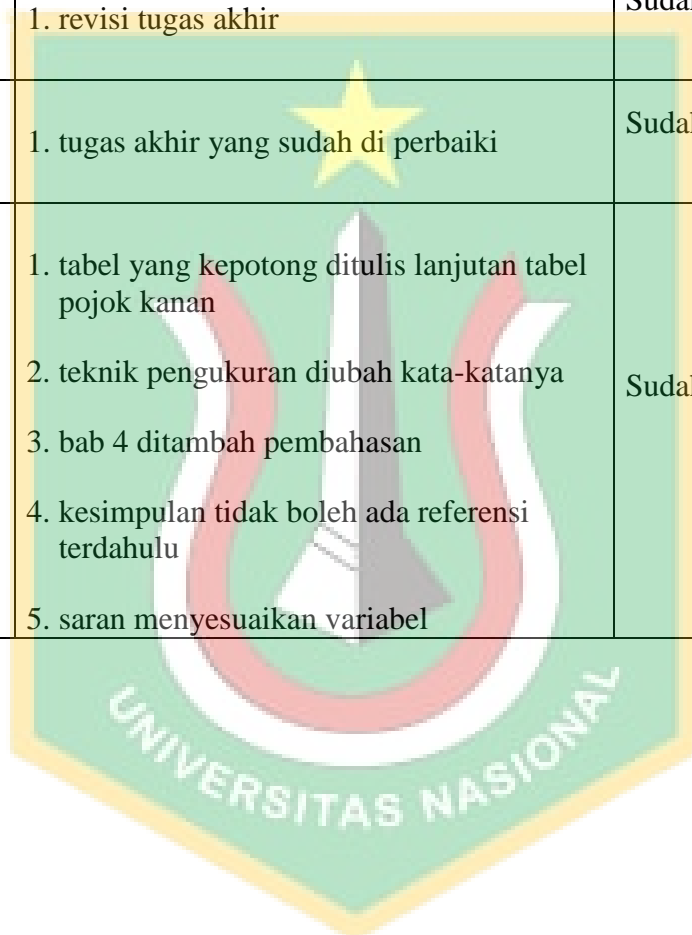 1. revisi tugas akhir
1. tugas akhir yang sudah di perbaiki
1. tabel yang kepotong ditulis lanjutan tabel
pojok kanan
2. teknik pengukuran diubah kata-katanya
3. bab 4 ditambah pembahasan
4. kesimpulan tidak boleh ada referensi
terdahulu
5. saran menyesuaikan variabel
UNIVERSITAS NASIONAL